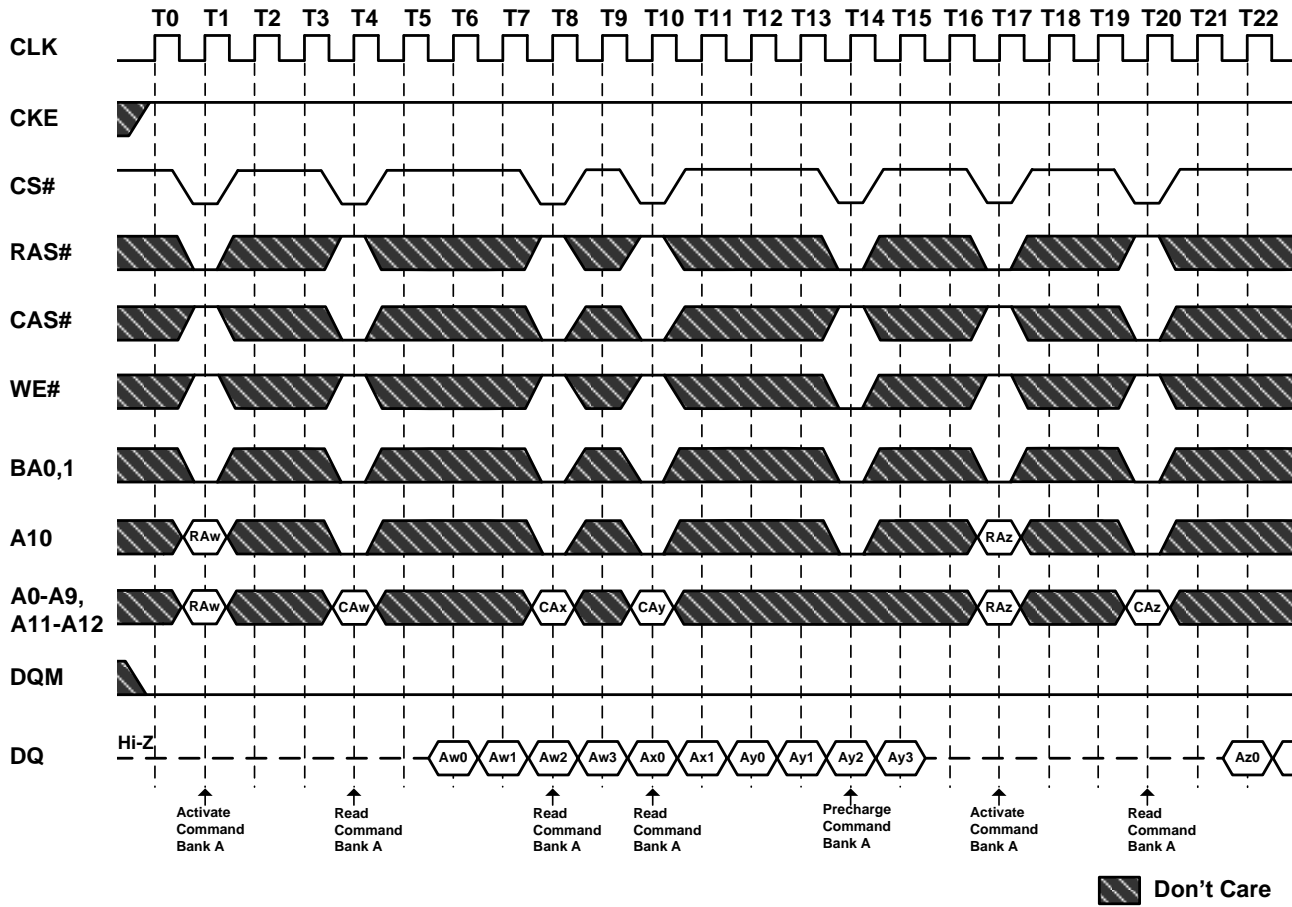 T0 T1 T2 T3 T4 T5 T6 T7 T8 T9 T10 T11 T12 T13 T14 T15 T16 T17 T18 T19 T20 T21 T22
CLK
CKE
CS#
RAS#
CAS#
WE#
BA0,1
A10
RAw RAz
A0-A9,
A11-A12
RAw CAw CAx CAy RAz CAz
DQM
DQ
Hi-Z
Aw0 Aw1 Aw2 Aw3 Ax0 Ax1 Ay0 Ay1 Ay2 Ay3 Az0
Activate
Command
Bank A
Read
Command
Bank A
Read
Command
Bank A
Read
Command
Bank A
Precharge
Command
Bank A
Activate
Command
Bank A
Read
Command
Bank A
Don't Care